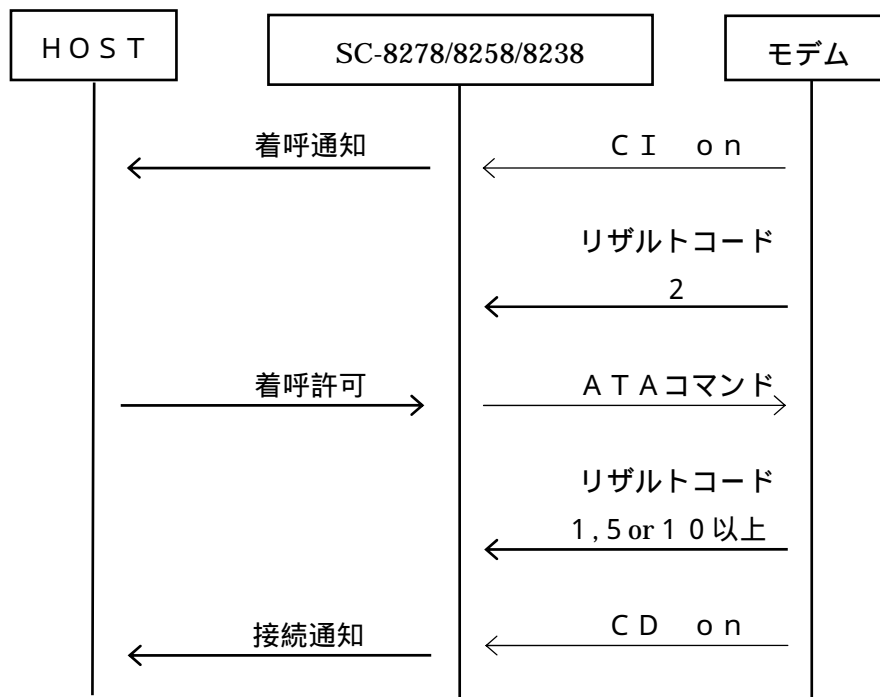 ＨＯＳＴ
SC-8278/8258/8238
モデム
着呼通知
ＣＩ　ｏｎ
リザルトコード
２
着呼許可
ＡＴＡコマンド
リザルトコード
１,５or１０以上
ＣＤ　ｏｎ
接続通知